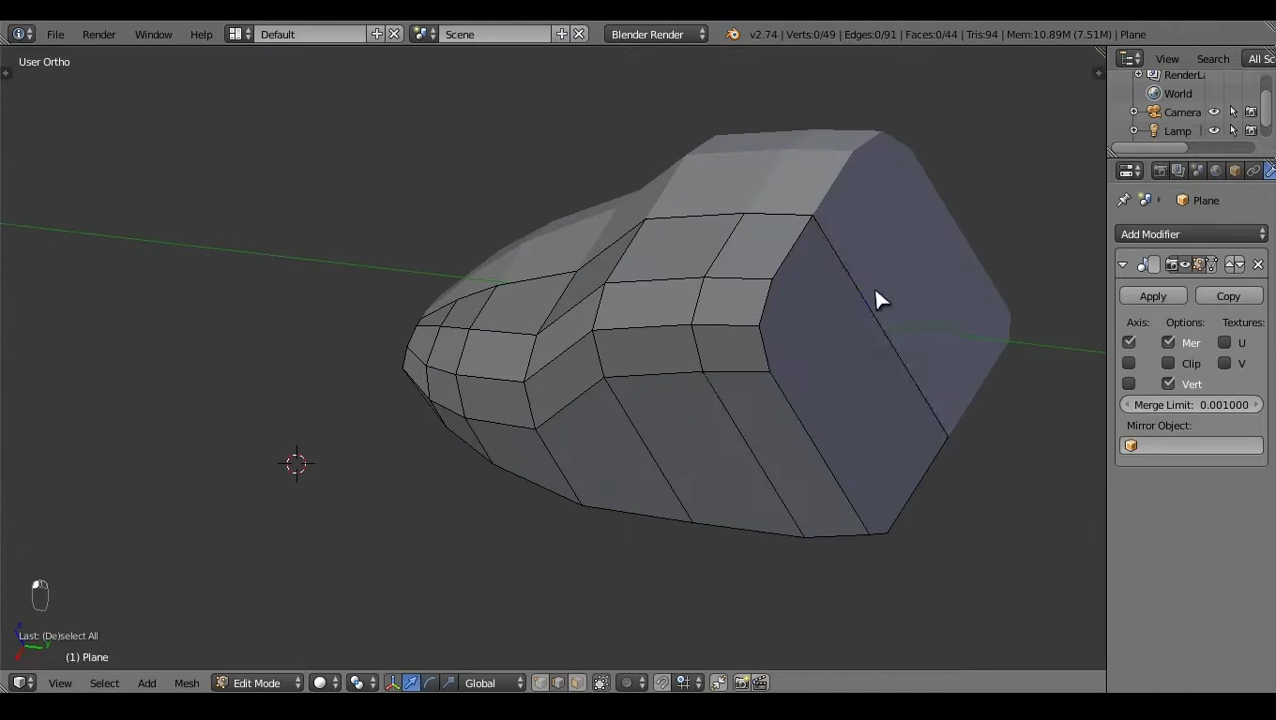 File Render Window Help Default Scene Blender Render v2.74 | Verts:0/49 | Edges:0/91 | Faces:0/44 | Tris:94 | Mem:10.89M (7.51M) | Plane
User Ortho
View Search All Sc
RenderLa
World
Camera
Lamp
Plane
Add Modifier
Apply Copy
Axis: Options: Textures:
Mer U
Clip V
Vert
Merge Limit: 0.001000
Mirror Object:
Last: (De)select All
z
y
x
(1) Plane
View Select Add Mesh Edit Mode Global